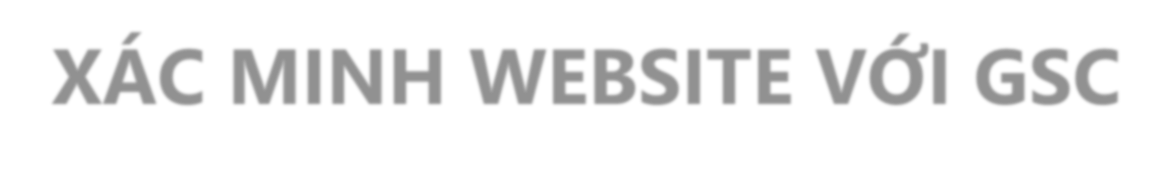 XÁC MINH WEBSITE VỚI GSC